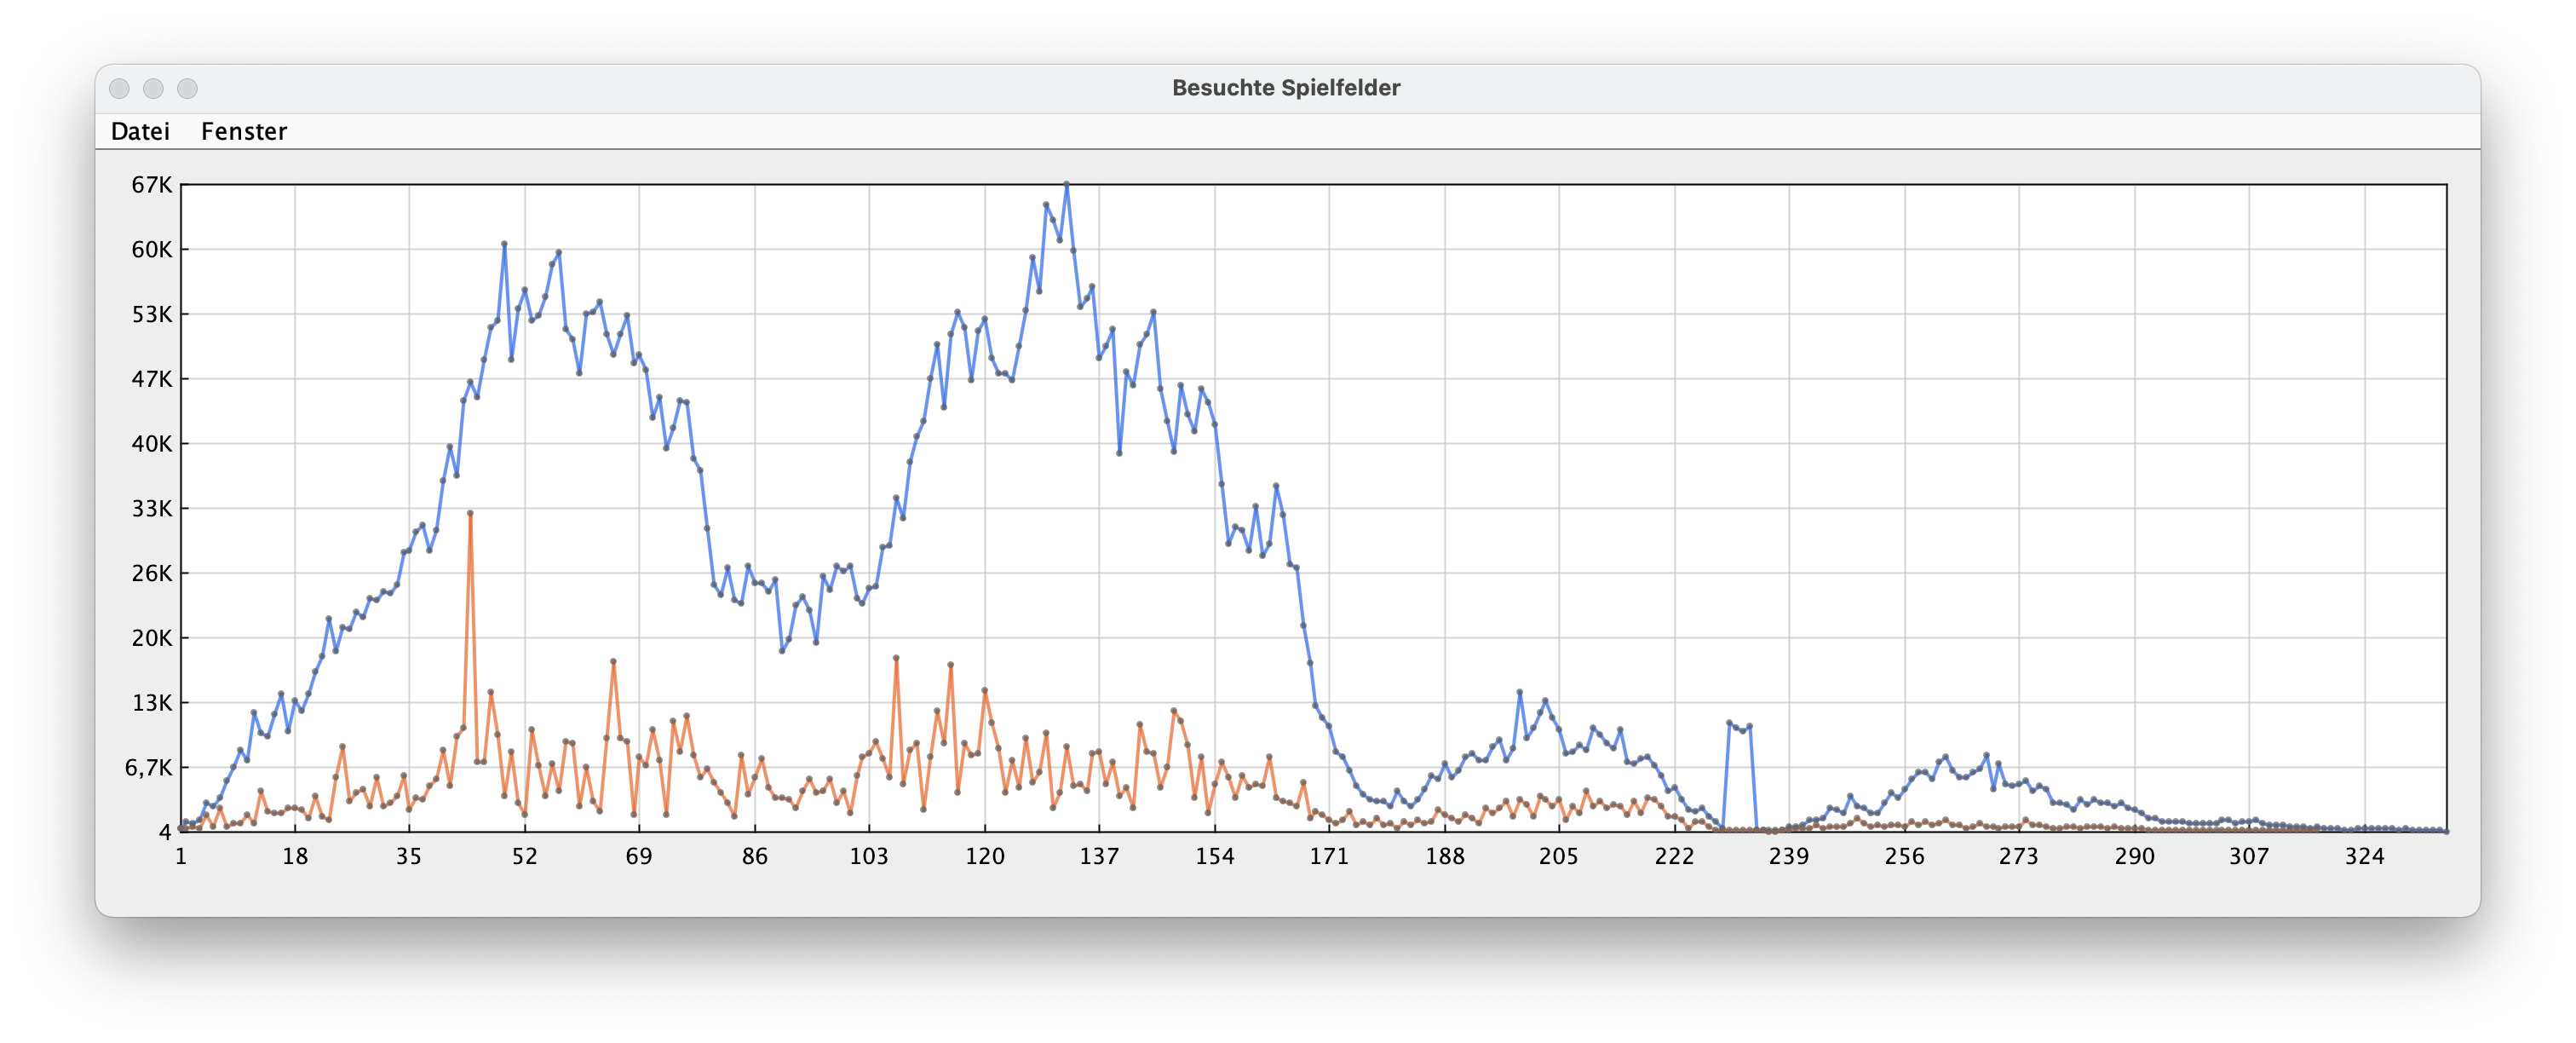 Besuchte Spielfelder
Datei Fenster
67K
60K
53K
47K
40K
33K
26K
20K
13K
6,7K
4
1 18 35 52 69 86 103 120 137 154 171 188 205 222 239 256 273 290 307 324